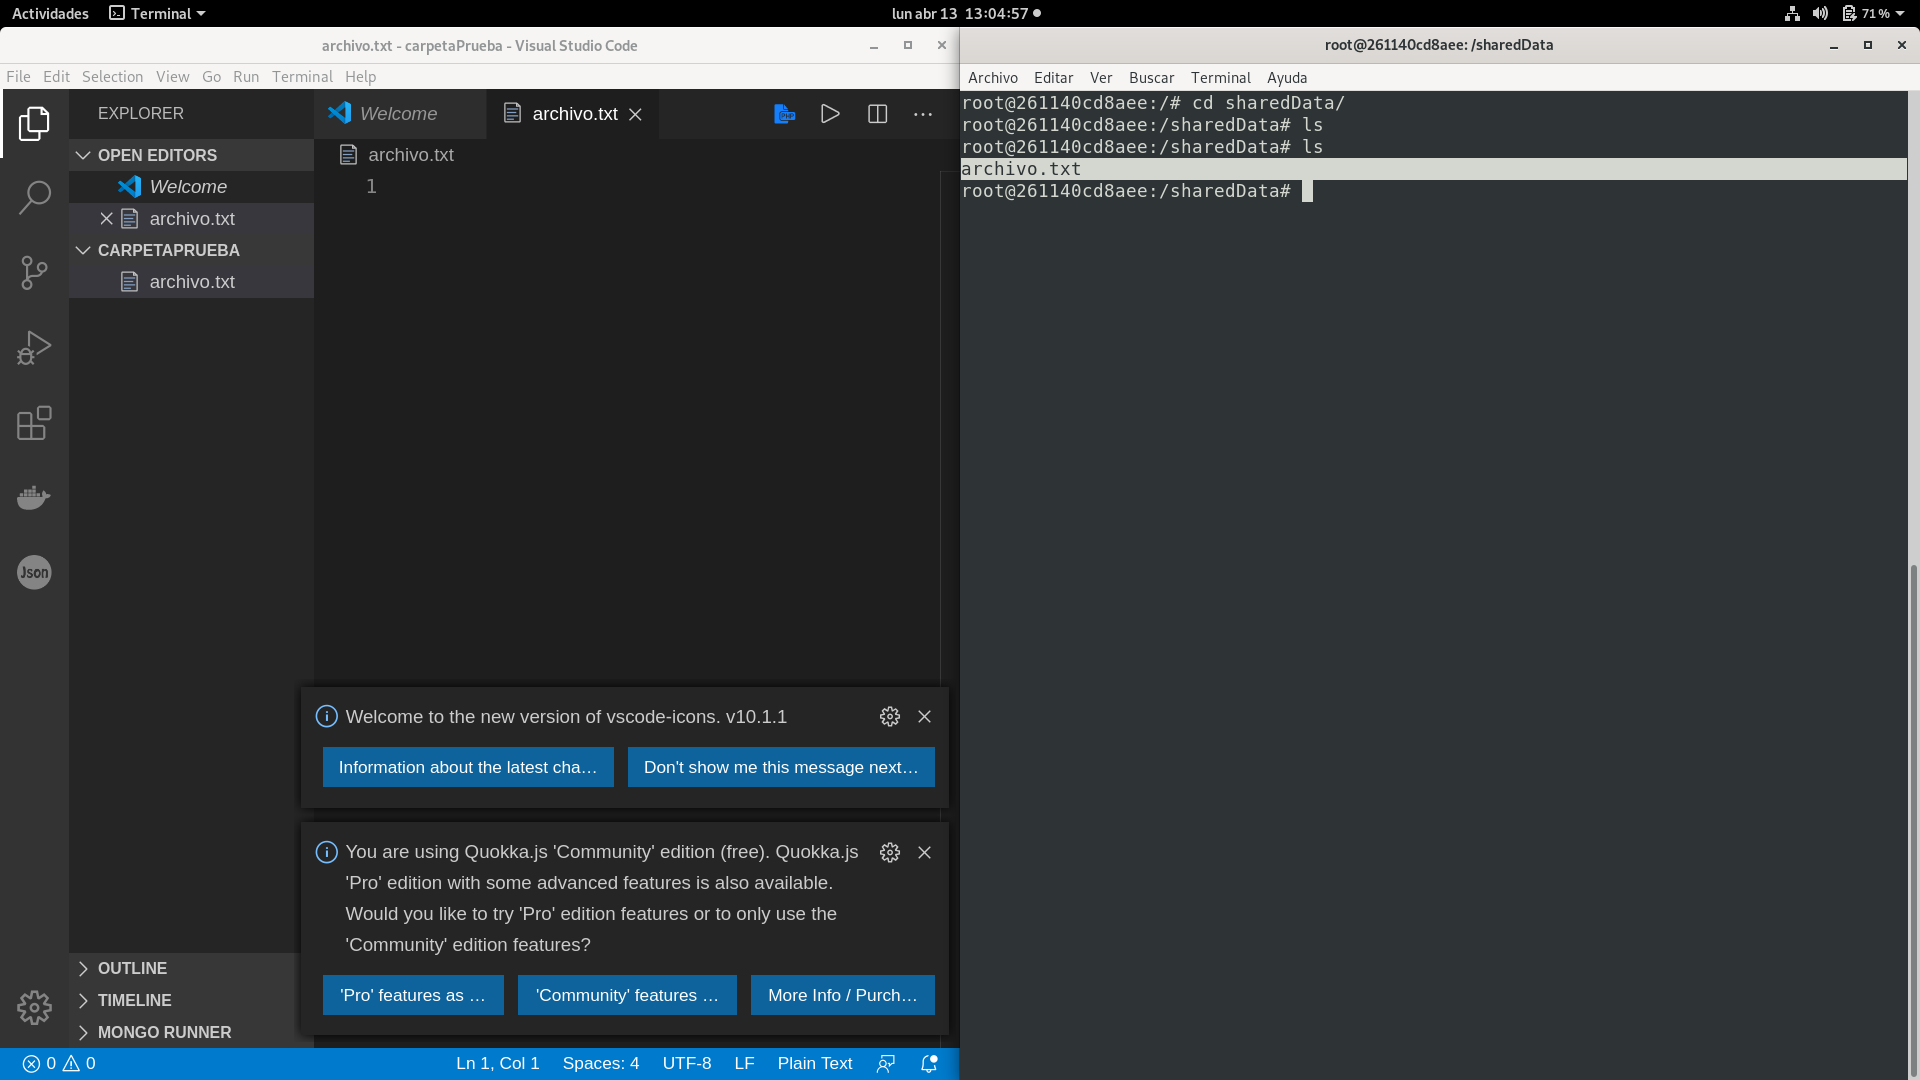 Actividades Terminal lun abr 13 13:04:57 71 %
archivo.txt - carpetaPrueba - Visual Studio Code
File Edit Selection View Go Run Terminal Help
EXPLORER
OPEN EDITORS
Welcome
archivo.txt
CARPETAPRUEBA
archivo.txt
Json
OUTLINE
TIMELINE
MONGO RUNNER
Welcome archivo.txt PHP
archivo.txt
1
Welcome to the new version of vscode-icons. v10.1.1
Information about the latest cha… Don't show me this message next…
You are using Quokka.js 'Community' edition (free). Quokka.js
'Pro' edition with some advanced features is also available.
Would you like to try 'Pro' edition features or to only use the
'Community' edition features?
'Pro' features as … 'Community' features … More Info / Purch…
0 0 Ln 1, Col 1 Spaces: 4 UTF-8 LF Plain Text
root@261140cd8aee: /sharedData
Archivo Editar Ver Buscar Terminal Ayuda
root@261140cd8aee:/# cd sharedData/
root@261140cd8aee:/sharedData# ls
root@261140cd8aee:/sharedData# ls
archivo.txt
root@261140cd8aee:/sharedData#